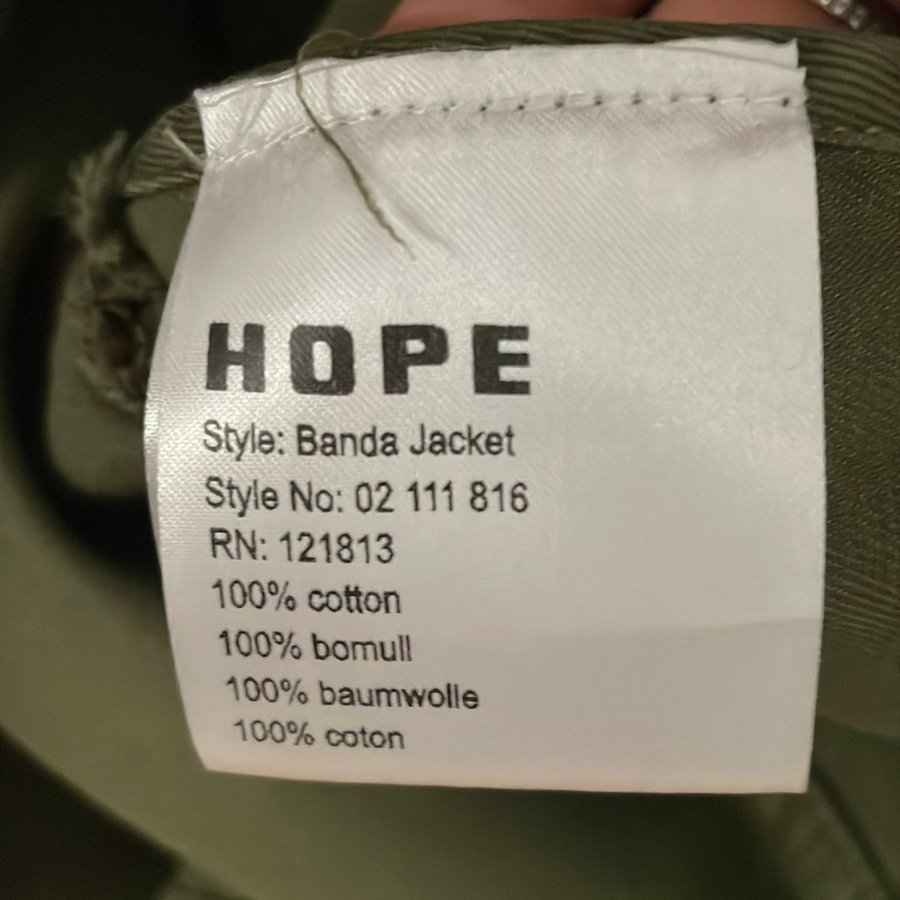 HOPE
Style: Banda Jacket
Style No: 02 111 816
RN: 121813
100% cotton
100% bomull
100% baumwolle
100% coton